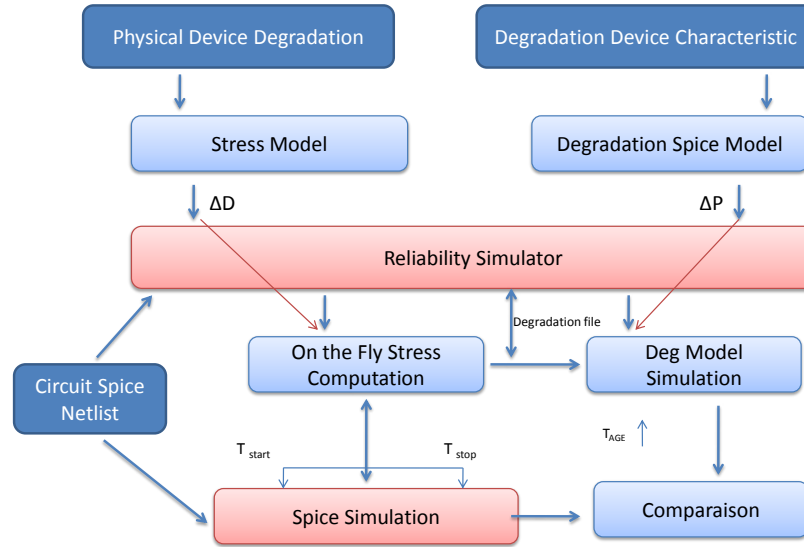 Physical Device Degradation
Degradation Device Characteristic
Stress Model
Degradation Spice Model
ΔD
ΔP
Reliability Simulator
Degradation file
On the Fly Stress
Computation
Deg Model
Simulation
Circuit Spice
Netlist
T start
T stop
TAGE
Spice Simulation
Comparaison